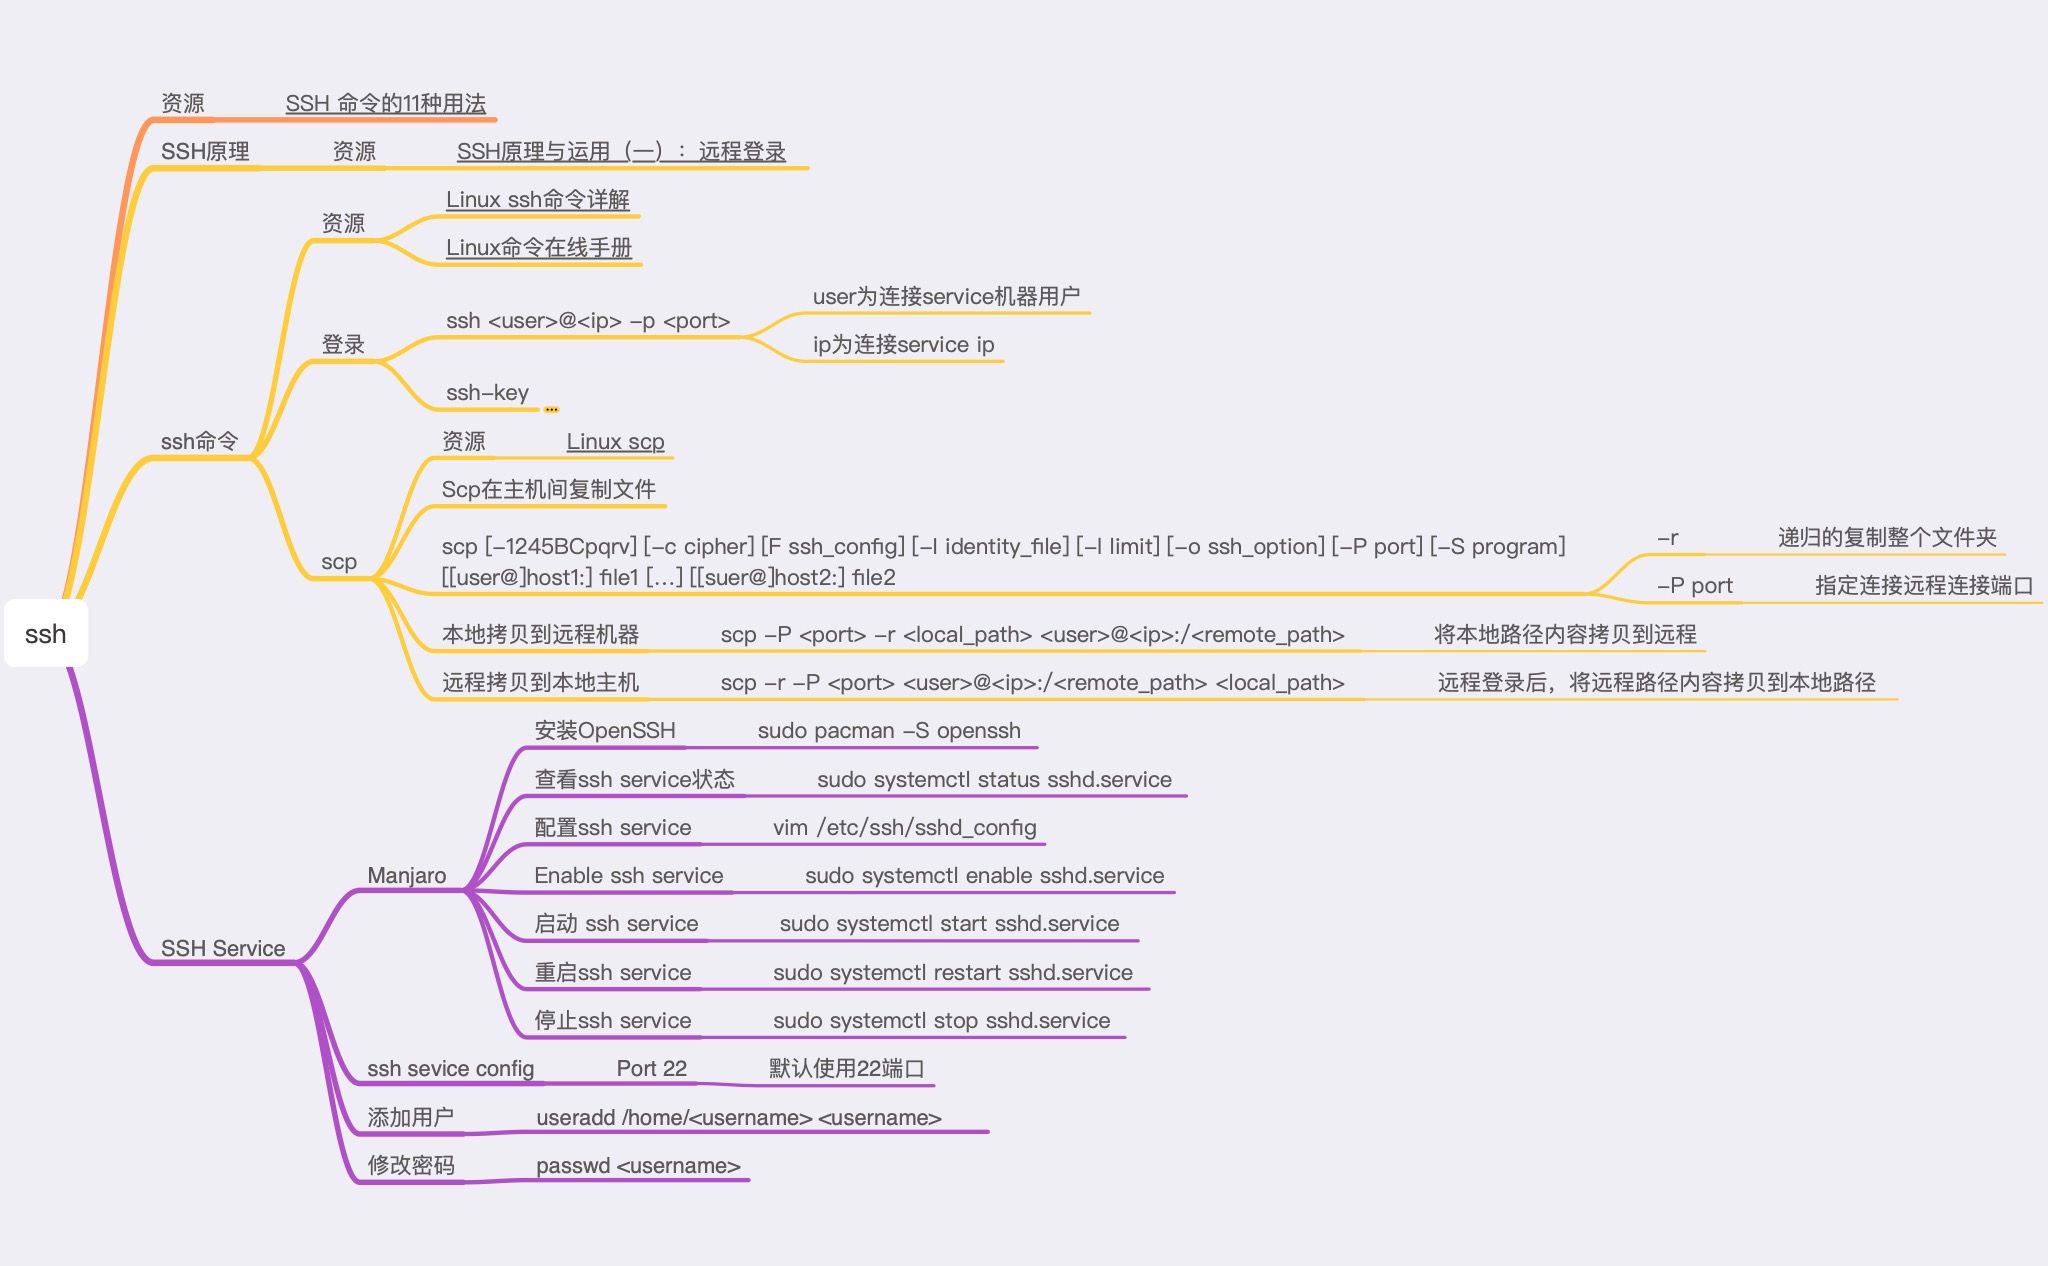 资源 SSH 命令的11种用法
SSH原理 资源 SSH原理与运用（一）：远程登录
Linux ssh命令详解
资源
Linux命令在线手册
user为连接service机器用户
ssh <user>@<ip> -p <port>
登录
ip为连接service ip
ssh-key
ssh命令
资源 Linux scp
Scp在主机间复制文件
scp
scp [-1245BCpqrv] [-c cipher] [F ssh_config] [-I identity_file] [-l limit] [-o ssh_option] [-P port] [-S program]
[[user@]host1:] file1 [...] [[suer@]host2:] file2
-r 递归的复制整个文件夹
-P port 指定连接远程连接端口
ssh
本地拷贝到远程机器 scp -P <port> -r <local_path> <user>@<ip>:/<remote_path> 将本地路径内容拷贝到远程
远程拷贝到本地主机 scp -r -P <port> <user>@<ip>:/<remote_path> <local_path> 远程登录后，将远程路径内容拷贝到本地路径
安装OpenSSH sudo pacman -S openssh
查看ssh service状态 sudo systemctl status sshd.service
配置ssh service vim /etc/ssh/sshd_config
Manjaro
Enable ssh service sudo systemctl enable sshd.service
启动 ssh service sudo systemctl start sshd.service
SSH Service
重启ssh service sudo systemctl restart sshd.service
停止ssh service sudo systemctl stop sshd.service
ssh sevice config Port 22 默认使用22端口
添加用户 useradd /home/<username> <username>
修改密码 passwd <username>